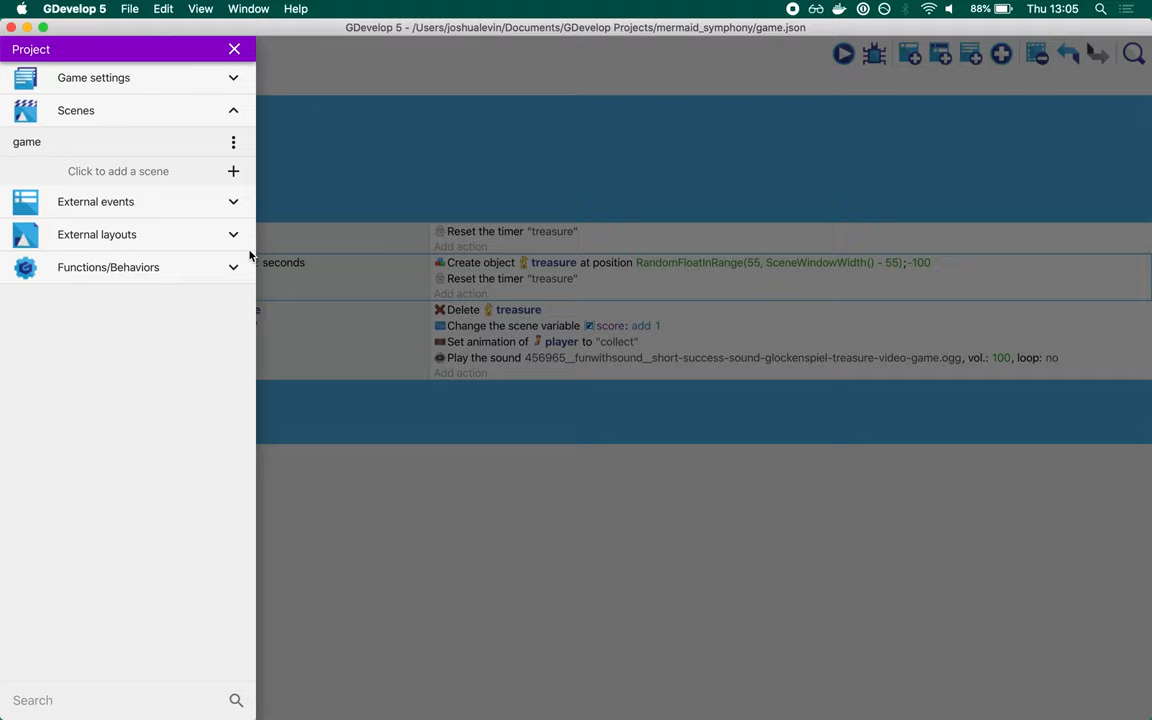 GDevelop 5 File Edit View Window Help 88% Thu 13:05
GDevelop 5 - /Users/joshualevin/Documents/GDevelop Projects/mermaid_symphony/game.json
Project
Game settings
Scenes
game
Click to add a scene
External events
External layouts
Functions/Behaviors
Search
Reset the timer "treasure"
Add action
seconds
Create object treasure at position RandomFloatInRange(55, SceneWindowWidth() - 55);-100
Reset the timer "treasure"
Add action
Delete treasure
Change the scene variable score: add 1
Set animation of player to "collect"
Play the sound 456965__funwithsound__short-success-sound-glockenspiel-treasure-video-game.ogg, vol.: 100, loop: no
Add action